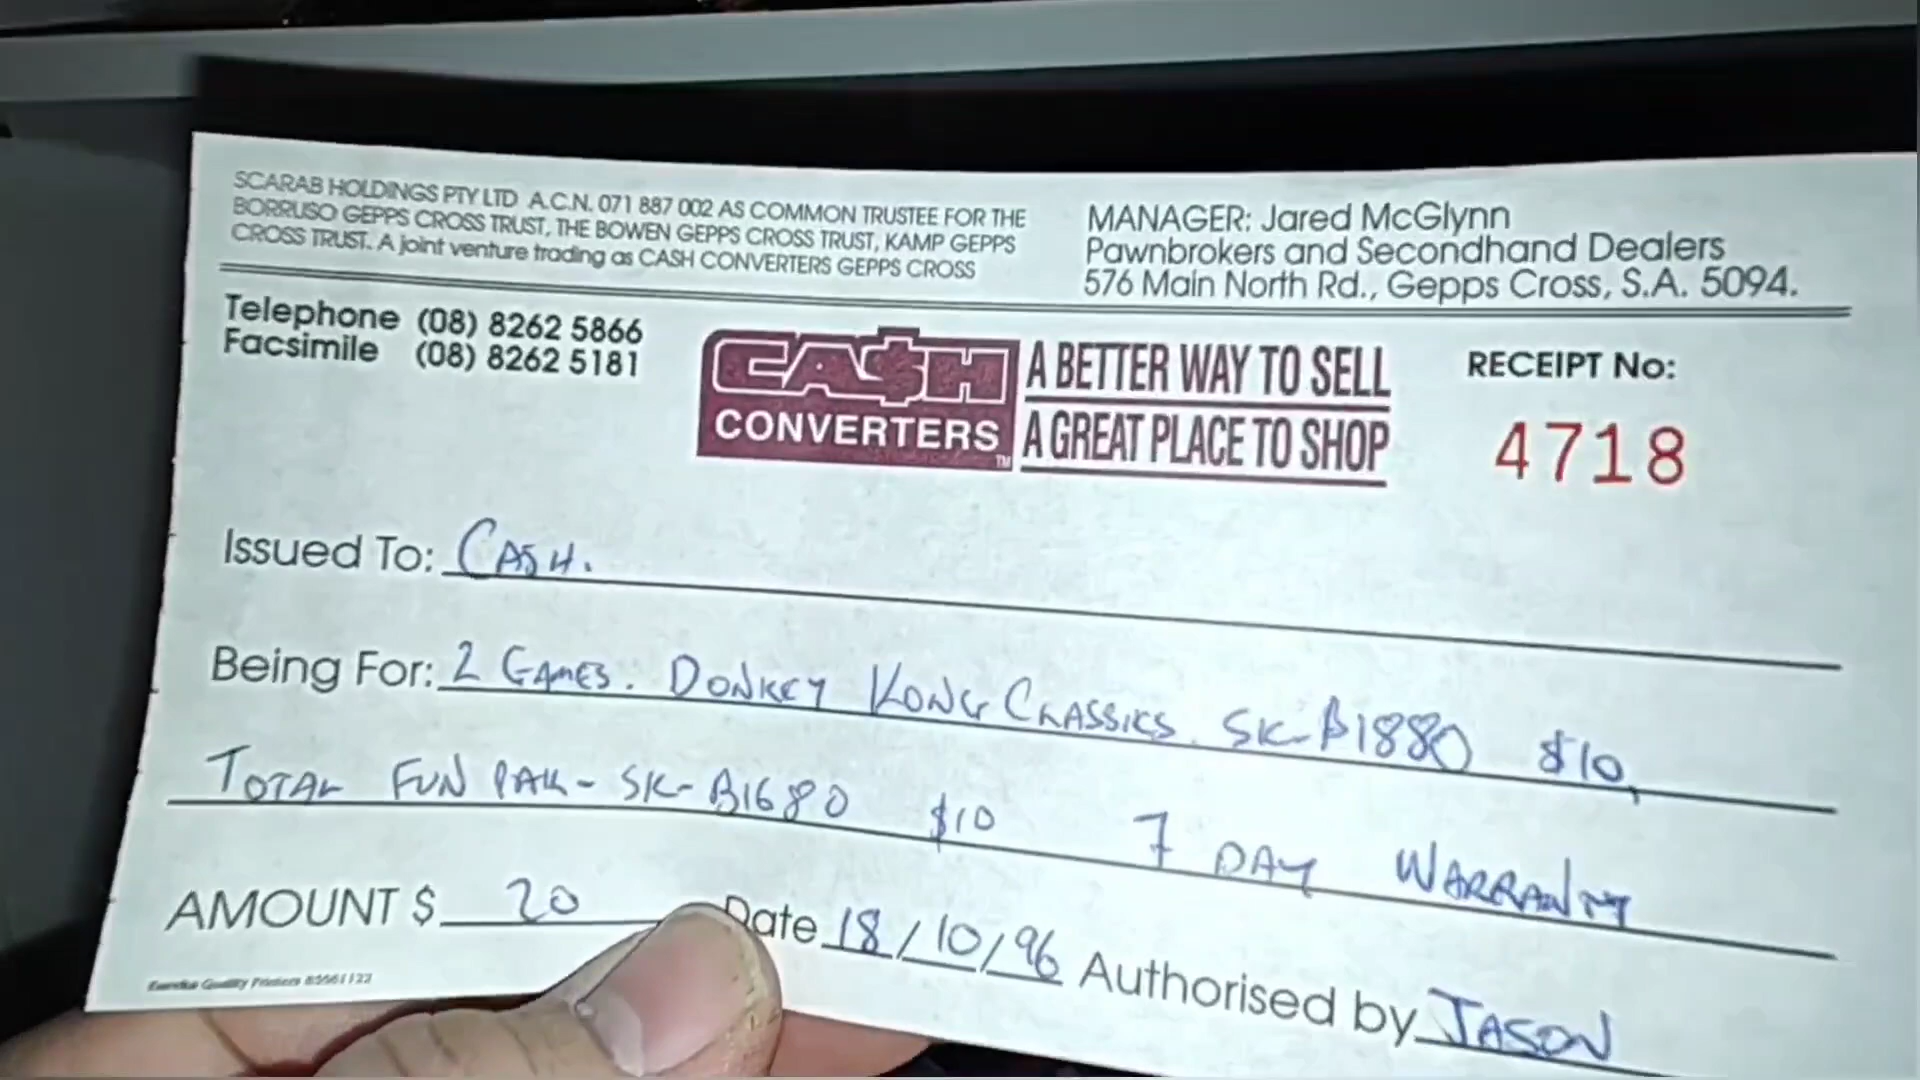 SCARAB HOLDINGS PTY LTD A.C.N. 071 887 002 AS COMMON TRUSTEE FOR THE
BORRUSO GEPPS CROSS TRUST, THE BOWEN GEPPS CROSS TRUST, KAMP GEPPS
CROSS TRUST. A joint venture trading as CASH CONVERTERS GEPPS CROSS
MANAGER: Jared McGlynn
Pawnbrokers and Secondhand Dealers
576 Main North Rd., Gepps Cross, S.A. 5094.
Telephone (08) 8262 5866
Facsimile (08) 8262 5181
CA$H
CONVERTERS TM
A BETTER WAY TO SELL
A GREAT PLACE TO SHOP
RECEIPT No:
4718
Issued To: CASH.
Being For: 2 GAMES. DONKEY KONG CLASSICS. SK-B1880 $10,
TOTAL FUN PAK - SK-B1680 $10 7 DAY WARRANTY
AMOUNT $ 20 Date 18/10/96 Authorised by JASON
Eureka Quality Printers